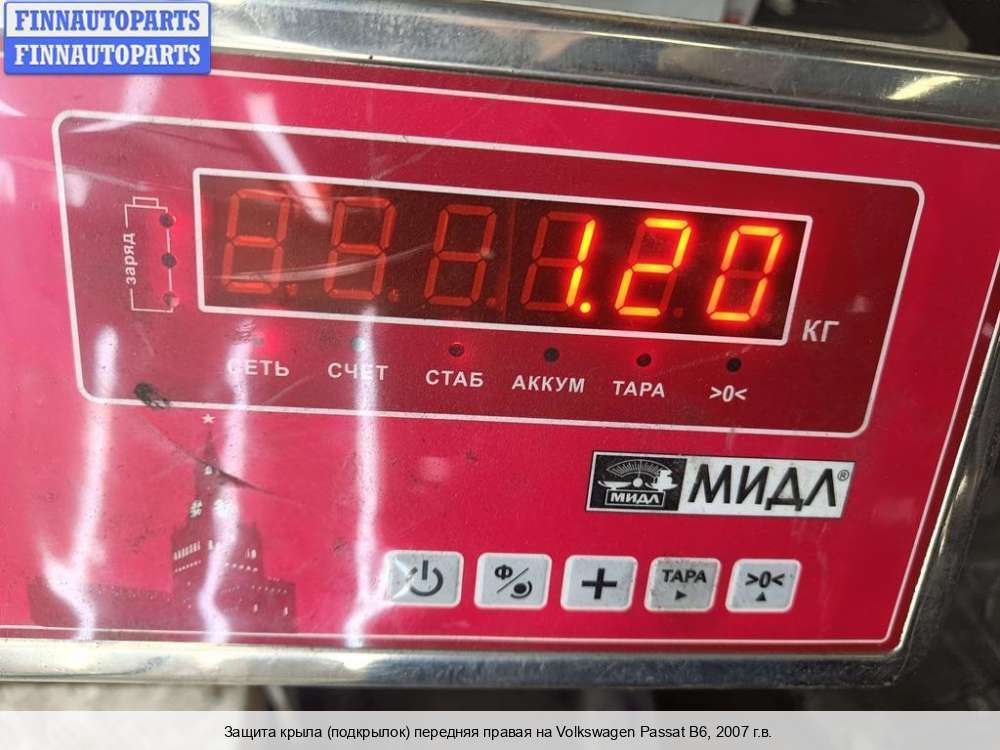 FINNAUTOPARTS
FINNAUTOPARTS
заряд
1.20
КГ
СЕТЬ СЧЕТ СТАБ АККУМ ТАРА >0<
МИДЛ МИДЛ®
Ф ТАРА >0<
Защита крыла (подкрылок) передняя правая на Volkswagen Passat B6, 2007 г.в.